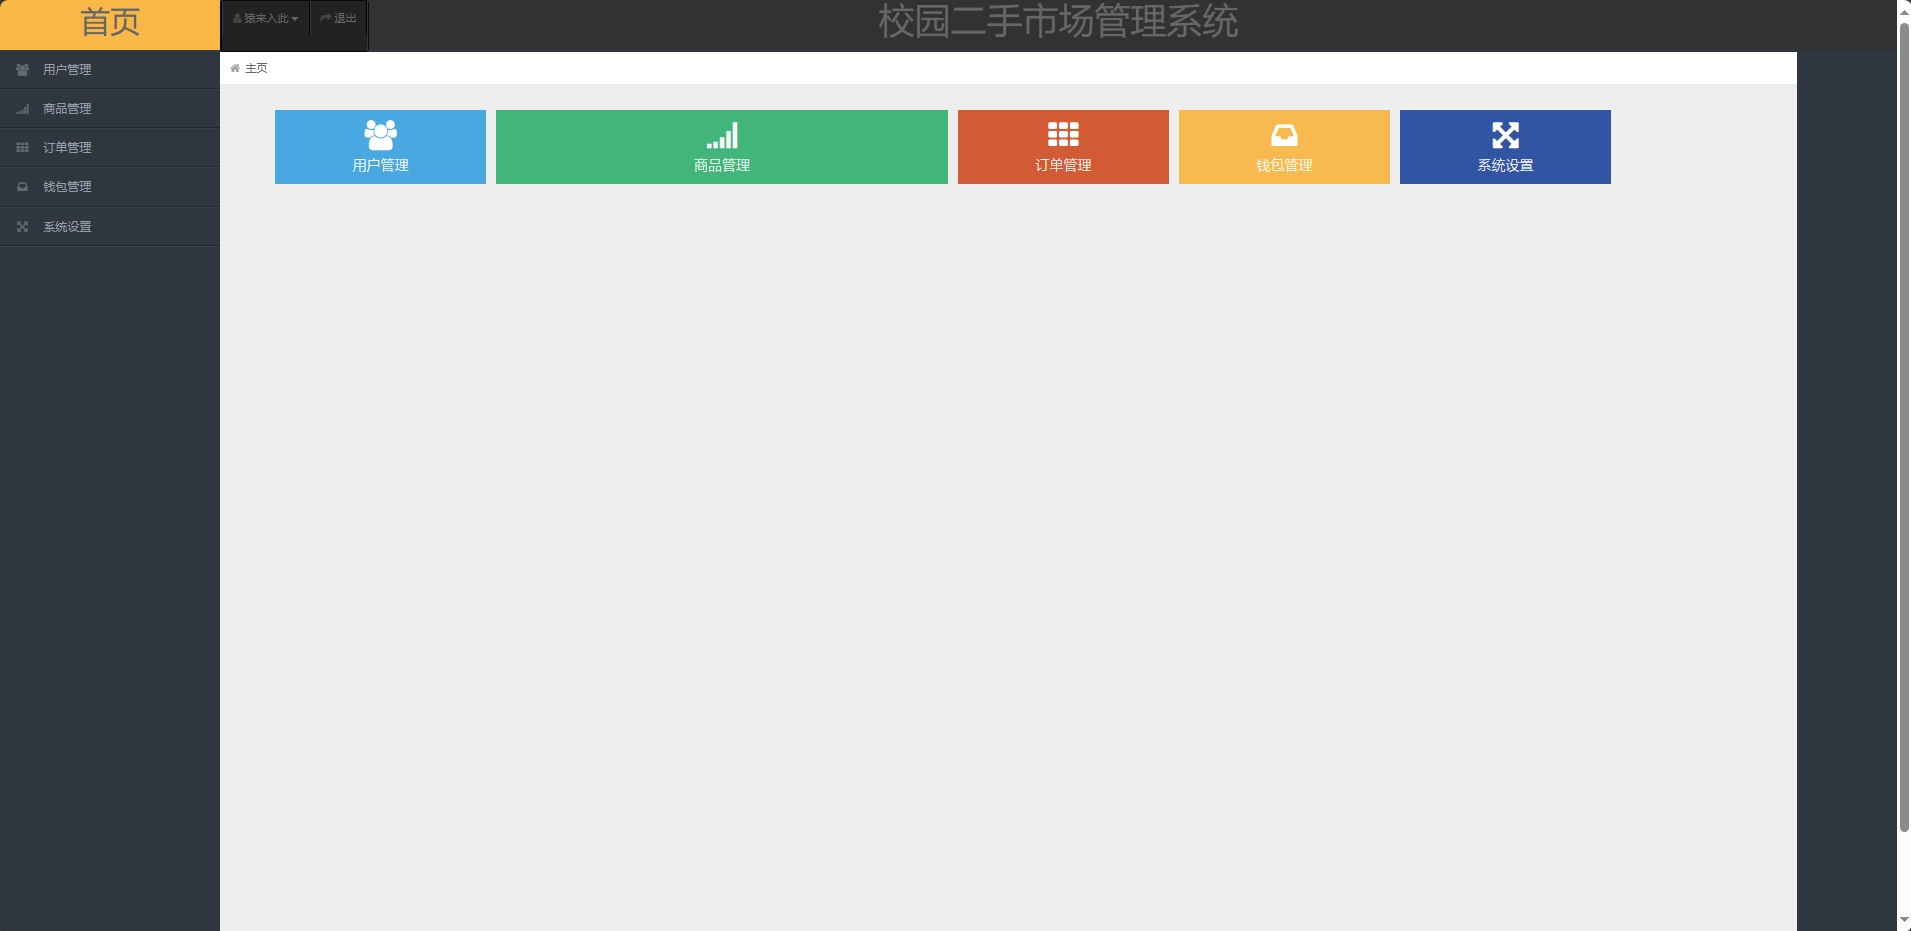 首页
猿来入此 退出
校园二手市场管理系统
用户管理
商品管理
订单管理
钱包管理
系统设置
主页
用户管理
商品管理
订单管理
钱包管理
系统设置